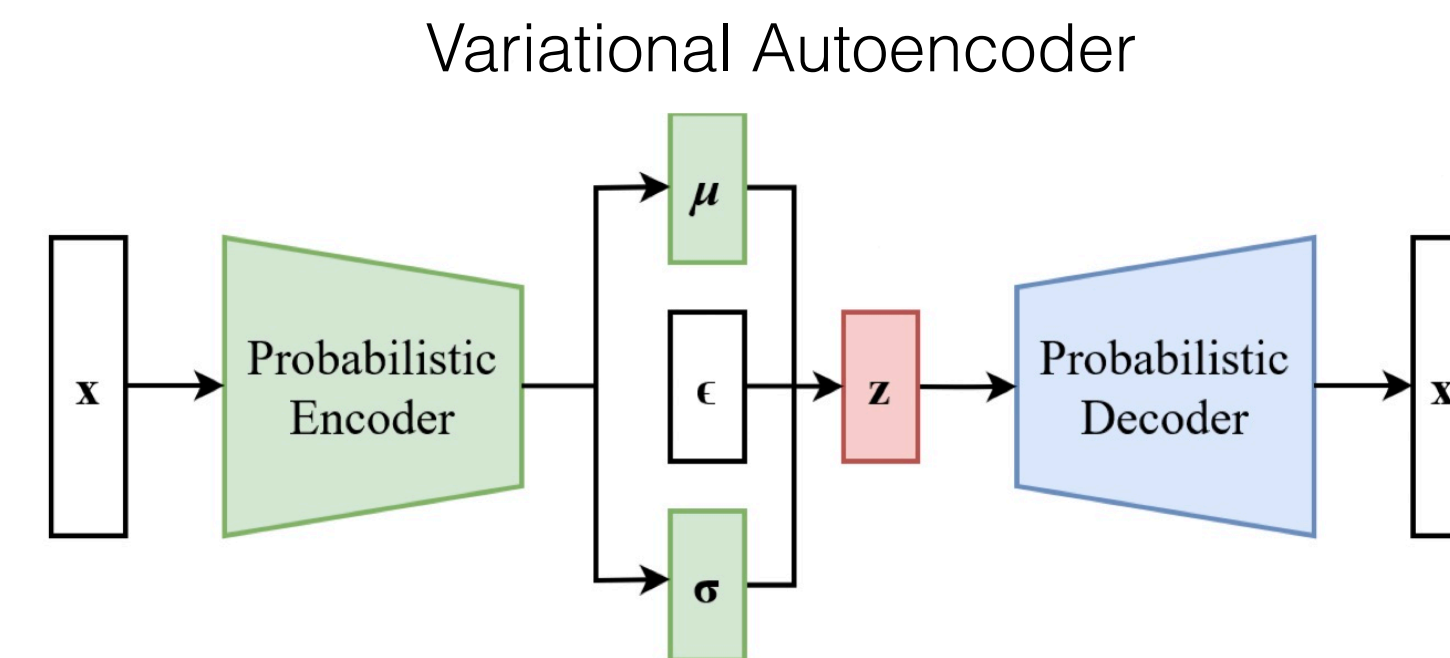 Variational Autoencoder
μ
x
Probabilistic
Encoder
ϵ
z
Probabilistic
Decoder
x
σ